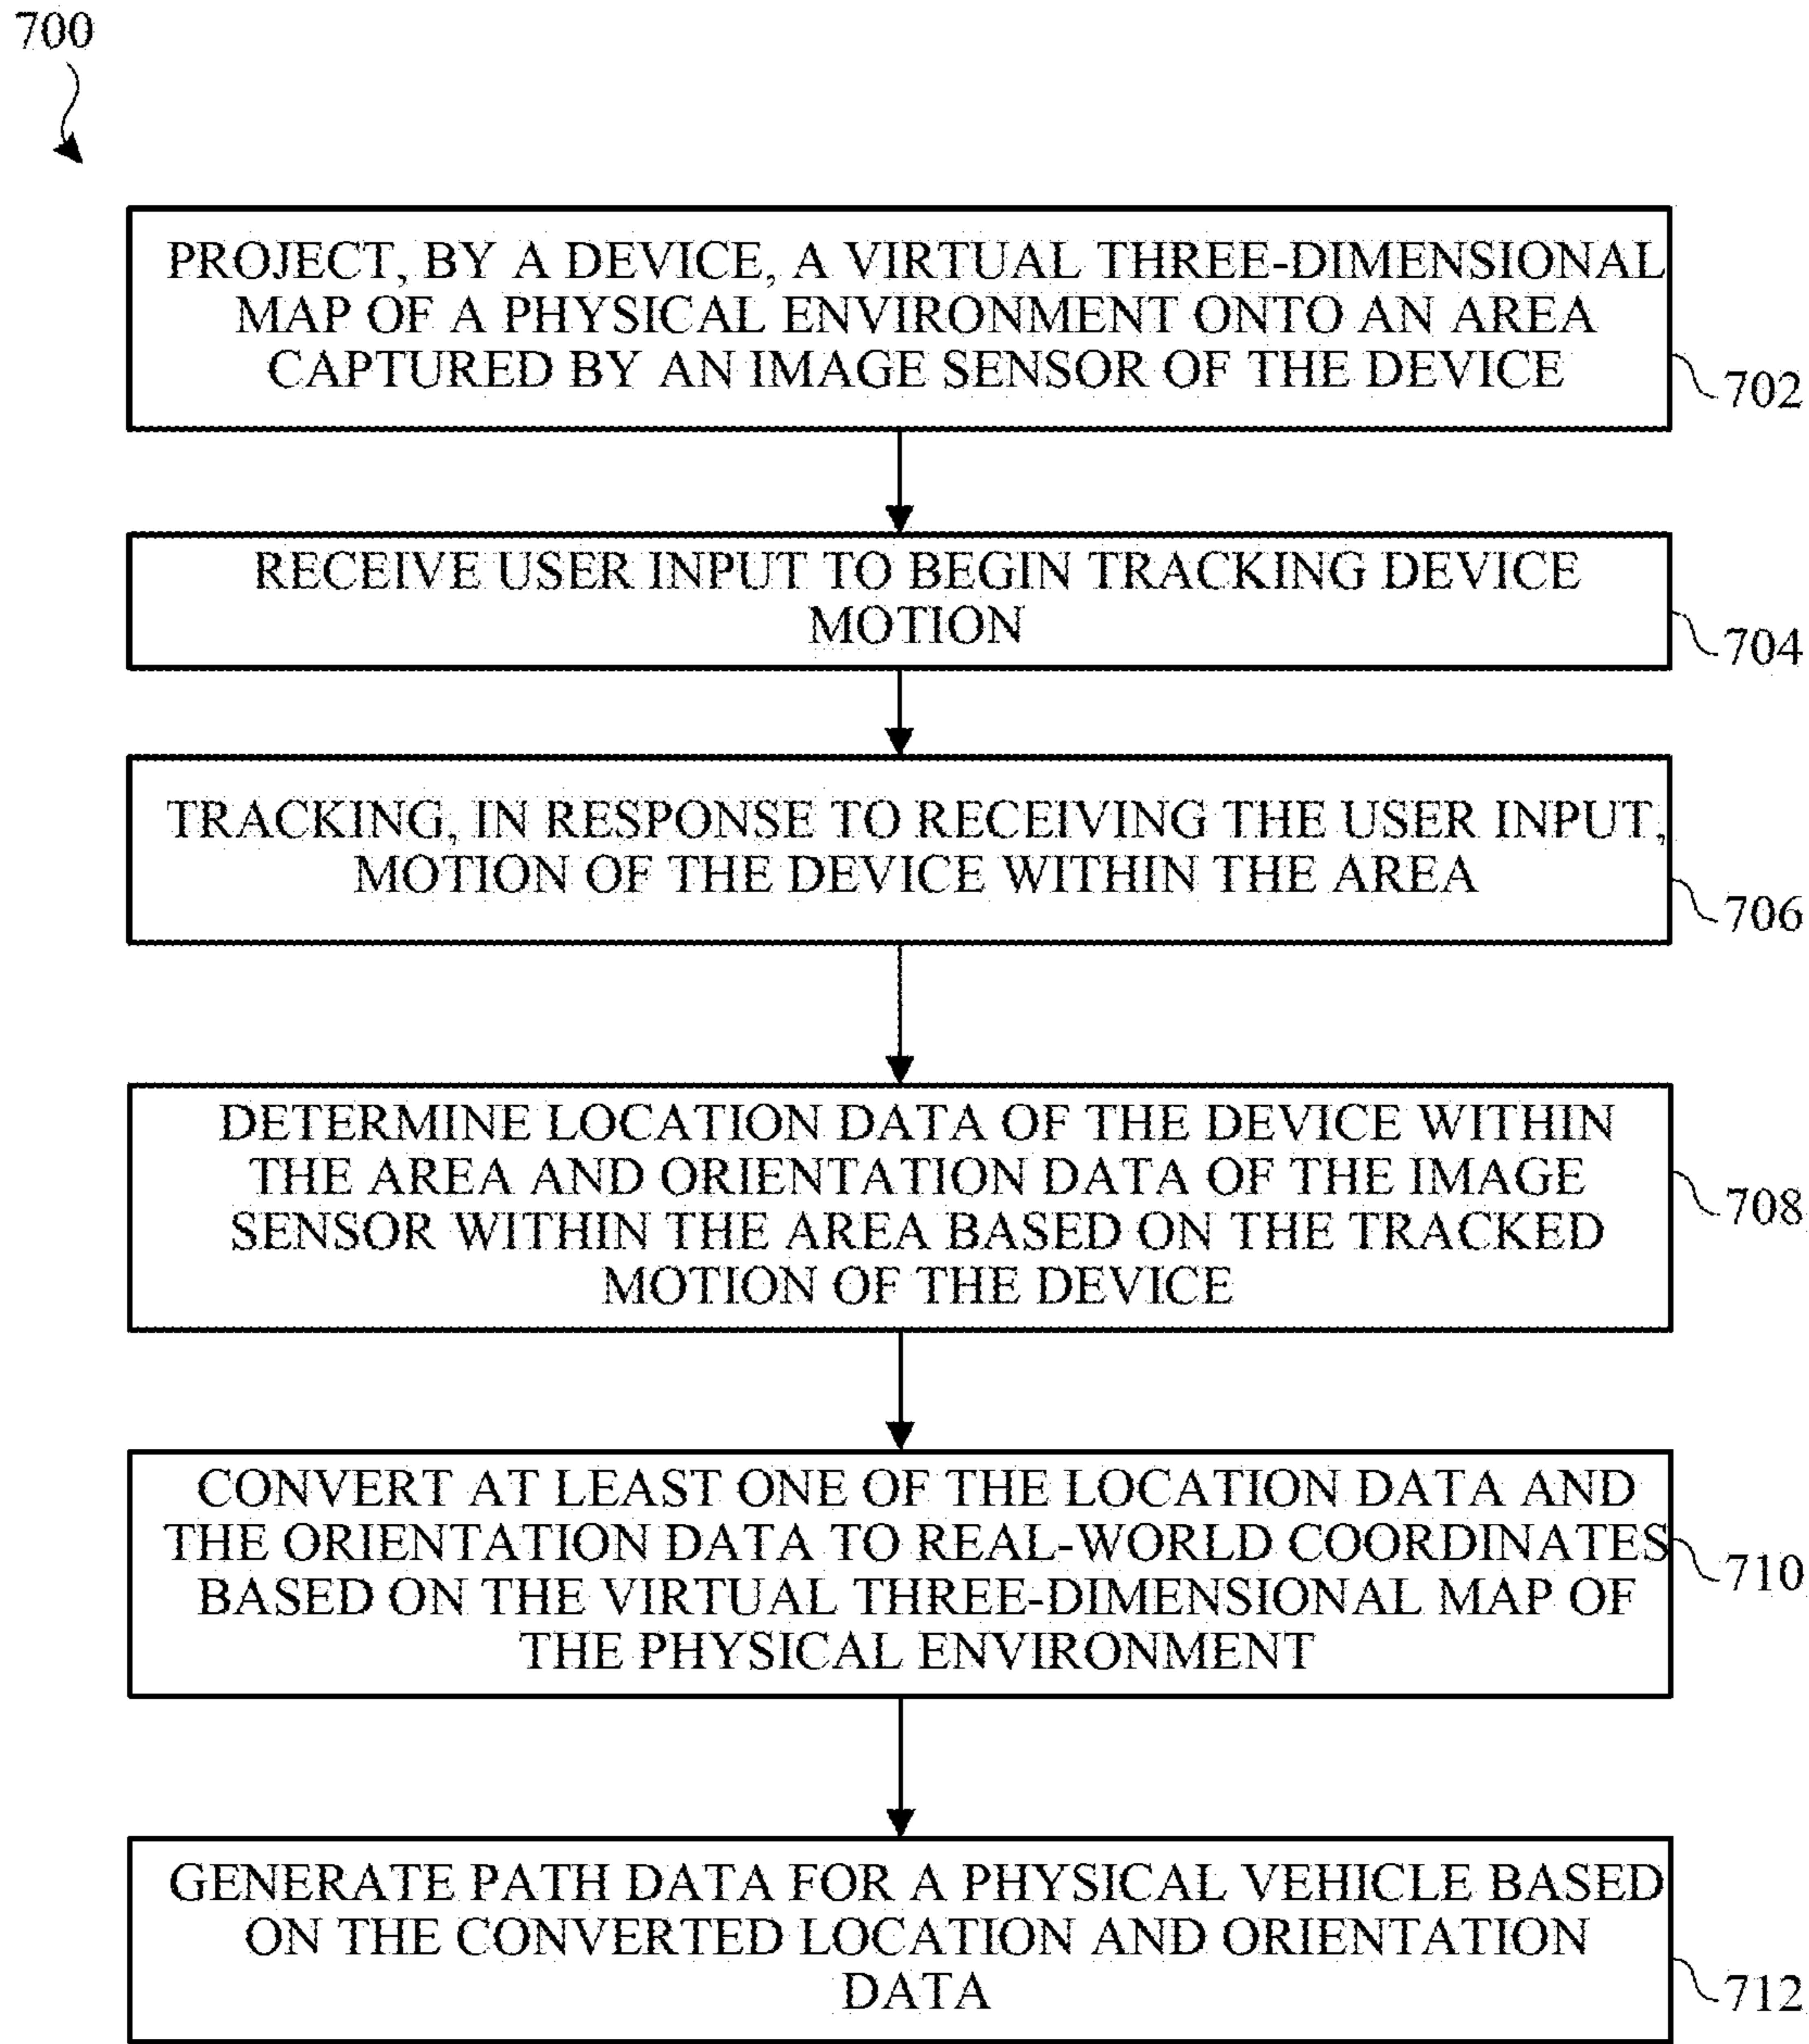 700
PROJECT, BY A DEVICE, A VIRTUAL THREE-DIMENSIONAL
MAP OF A PHYSICAL ENVIRONMENT ONTO AN AREA
CAPTURED BY AN IMAGE SENSOR OF THE DEVICE
702
RECEIVE USER INPUT TO BEGIN TRACKING DEVICE
MOTION
704
TRACKING, IN RESPONSE TO RECEIVING THE USER INPUT,
MOTION OF THE DEVICE WITHIN THE AREA
706
DETERMINE LOCATION DATA OF THE DEVICE WITHIN
THE AREA AND ORIENTATION DATA OF THE IMAGE
SENSOR WITHIN THE AREA BASED ON THE TRACKED
MOTION OF THE DEVICE
708
CONVERT AT LEAST ONE OF THE LOCATION DATA AND
THE ORIENTATION DATA TO REAL-WORLD COORDINATES
BASED ON THE VIRTUAL THREE-DIMENSIONAL MAP OF
THE PHYSICAL ENVIRONMENT
710
GENERATE PATH DATA FOR A PHYSICAL VEHICLE BASED
ON THE CONVERTED LOCATION AND ORIENTATION
DATA
712